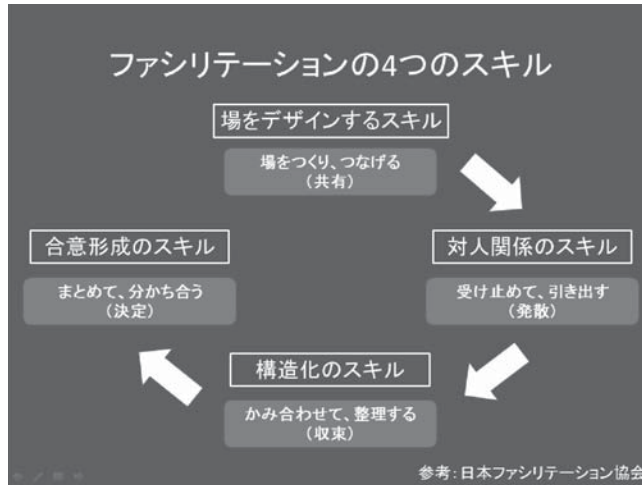 ファシリテーションの4つのスキル
場をデザインするスキル
場をつくり、つなげる
(共有)
対人関係のスキル
受け止めて、引き出す
(発散)
構造化のスキル
かみ合わせて、整理する
(収束)
合意形成のスキル
まとめて、分かち合う
(決定)
参考:日本ファシリテーション協会